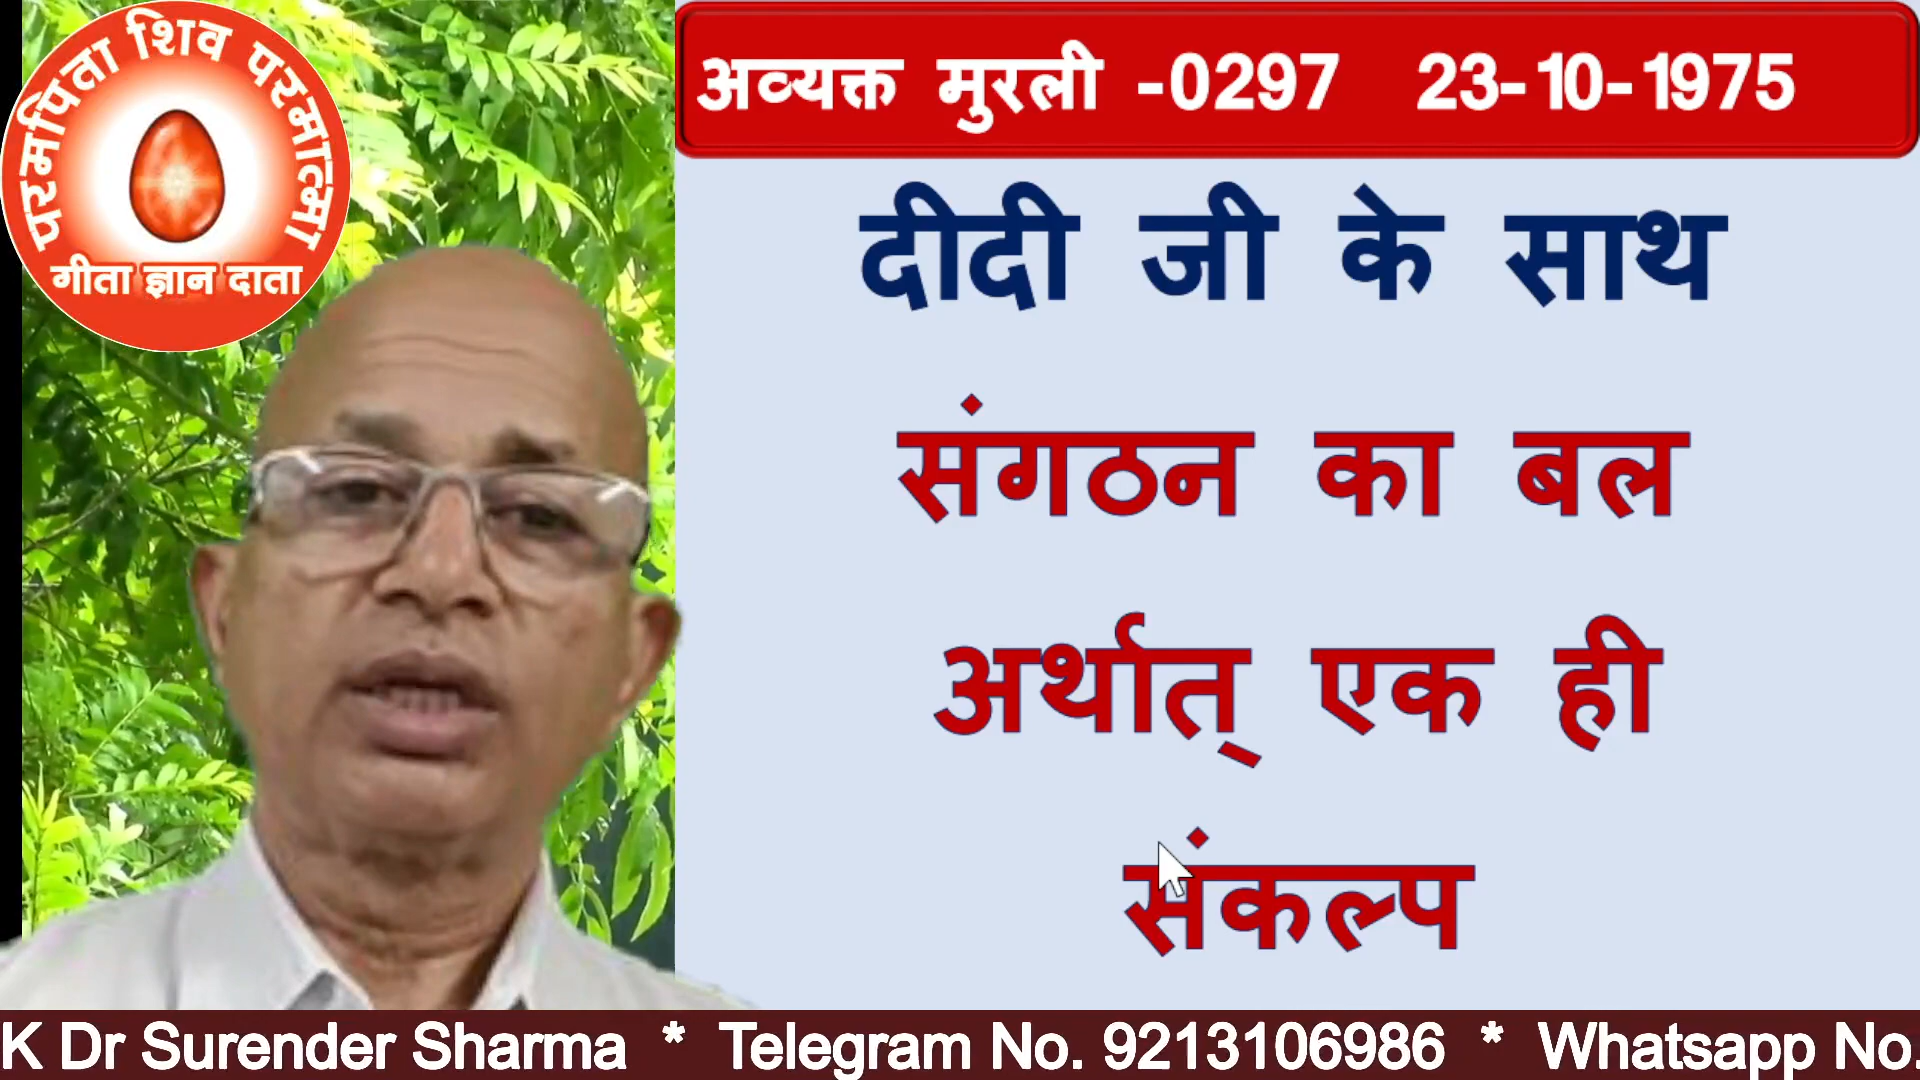 परमपिता शिव परमात्मा
गीता ज्ञान दाता
अव्यक्त मुरली -0297 23-10-1975
दीदी जी के साथ
संगठन का बल
अर्थात् एक ही
संकल्प
K Dr Surender Sharma * Telegram No. 9213106986 * Whatsapp No.